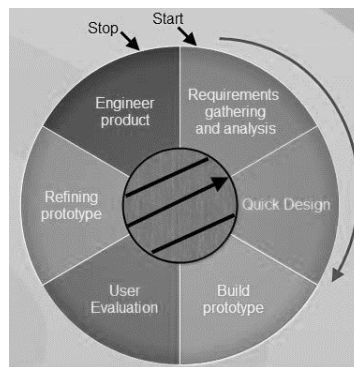 Stop
Start
Engineer
product
Requirements
gathering
and analysis
Refining
prototype
Quick Design
User
Evaluation
Build
prototype